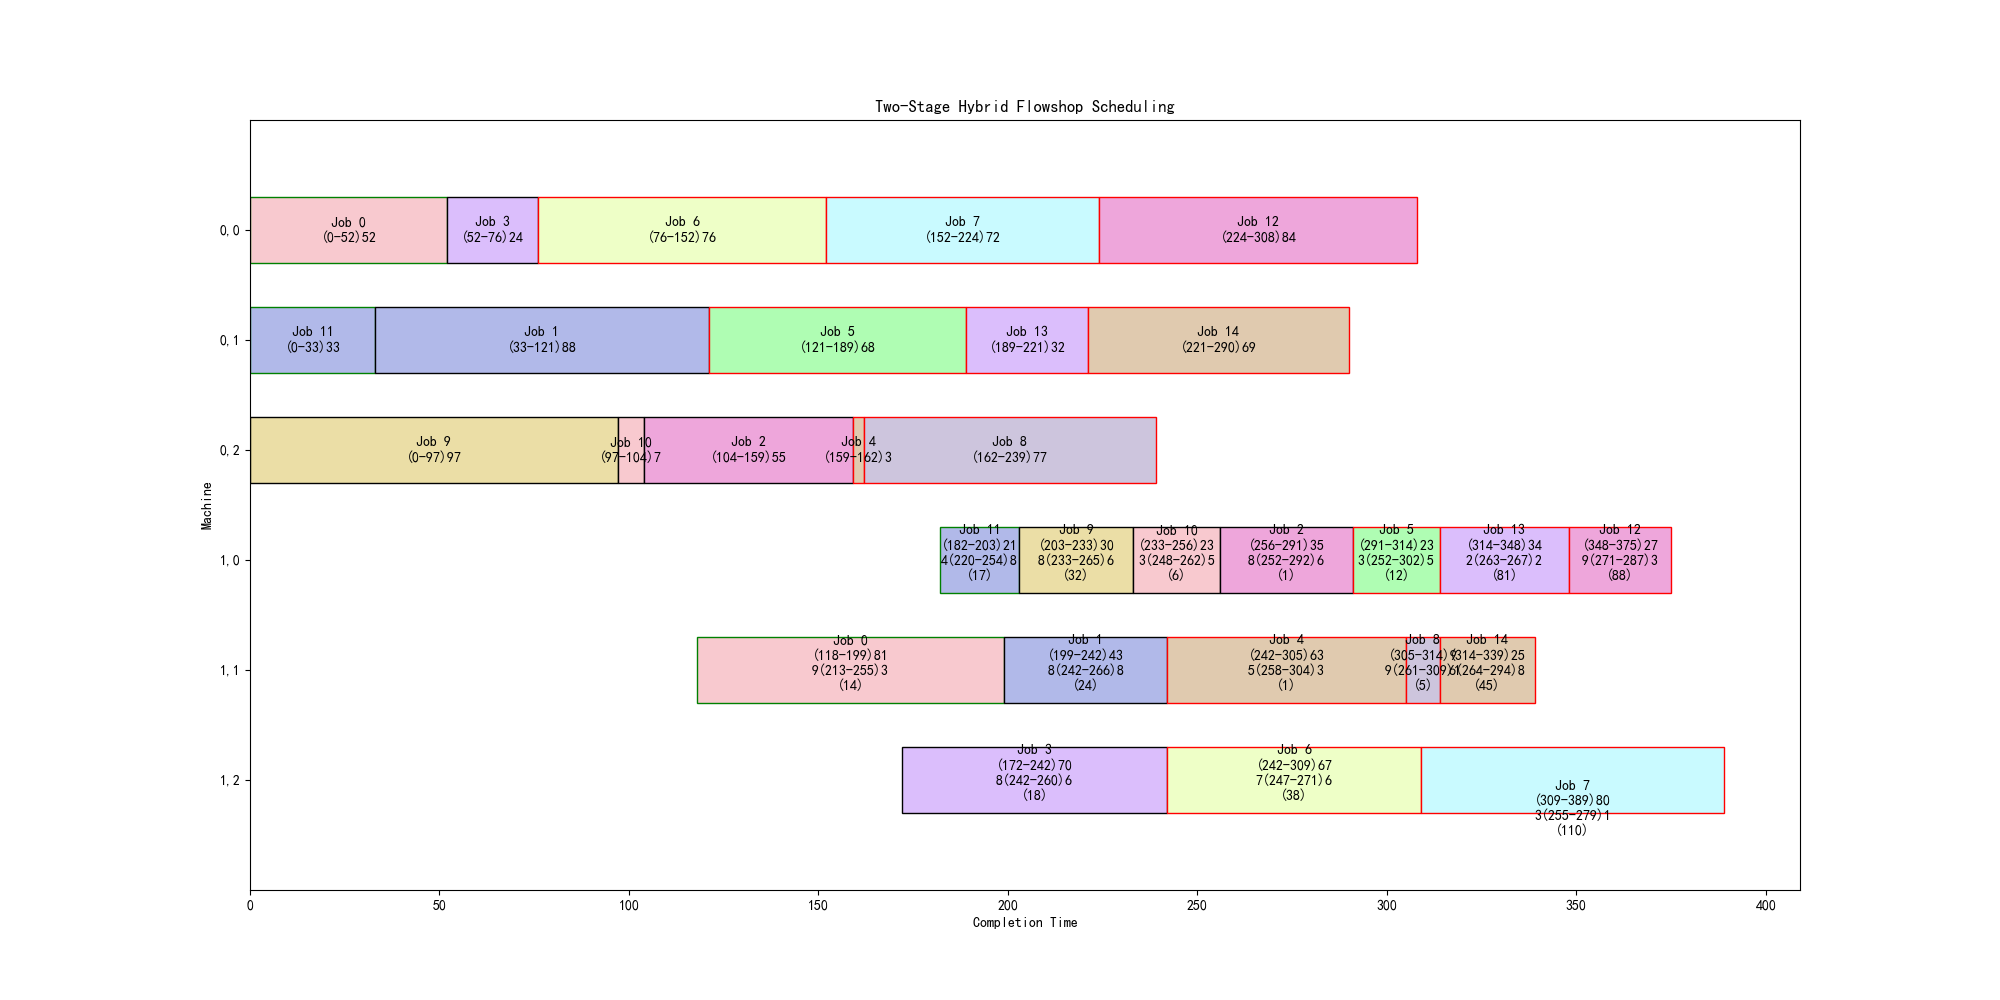 Two-Stage Hybrid Flowshop Scheduling
Machine
0,0
Job 0
(0-52)52
Job 3
(52-76)24
Job 6
(76-152)76
Job 7
(152-224)72
Job 12
(224-308)84
0,1
Job 11
(0-33)33
Job 1
(33-121)88
Job 5
(121-189)68
Job 13
(189-221)32
Job 14
(221-290)69
0,2
Job 9
(0-97)97
Job 10
(97-104)7
Job 2
(104-159)55
Job 4
(159-162)3
Job 8
(162-239)77
1,0
Job 11
(182-203)21
4(220-254)8
(17)
Job 9
(203-233)30
8(233-265)6
(32)
Job 10
(233-256)23
3(248-262)5
(6)
Job 2
(256-291)35
8(252-292)6
(1)
Job 5
(291-314)23
3(252-302)5
(12)
Job 13
(314-348)34
2(263-267)2
(81)
Job 12
(348-375)27
9(271-287)3
(88)
1,1
Job 0
(118-199)81
9(213-255)3
(14)
Job 1
(199-242)43
8(242-266)8
(24)
Job 4
(242-305)63
5(258-304)3
(1)
Job 8
(305-314)9
9(261-309)
(5)
Job 14
(314-339)25
(264-294)8
(45)
1,2
Job 3
(172-242)70
8(242-260)6
(18)
Job 6
(242-309)67
7(247-271)6
(38)
Job 7
(309-389)80
3(255-279)1
(110)
0
50
100
150
200
250
300
350
400
Completion Time